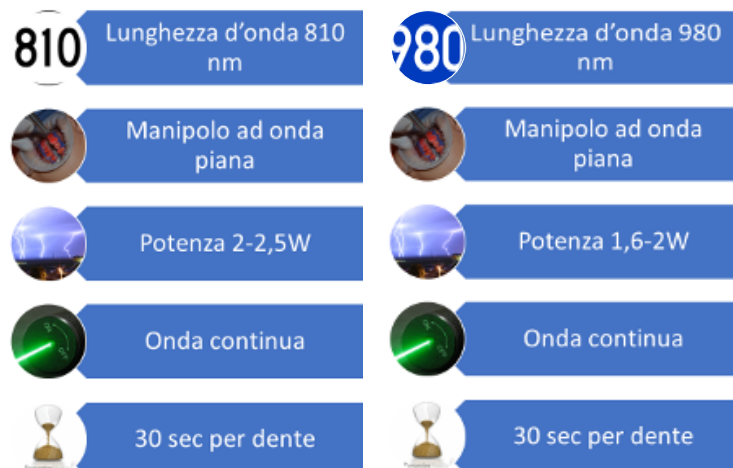 810
Lunghezza d'onda 810
nm
Manipolo ad onda
piana
Potenza 2-2,5W
Onda continua
30 sec per dente
980
Lunghezza d'onda 980
nm
Manipolo ad onda
piana
Potenza 1,6-2W
Onda continua
30 sec per dente